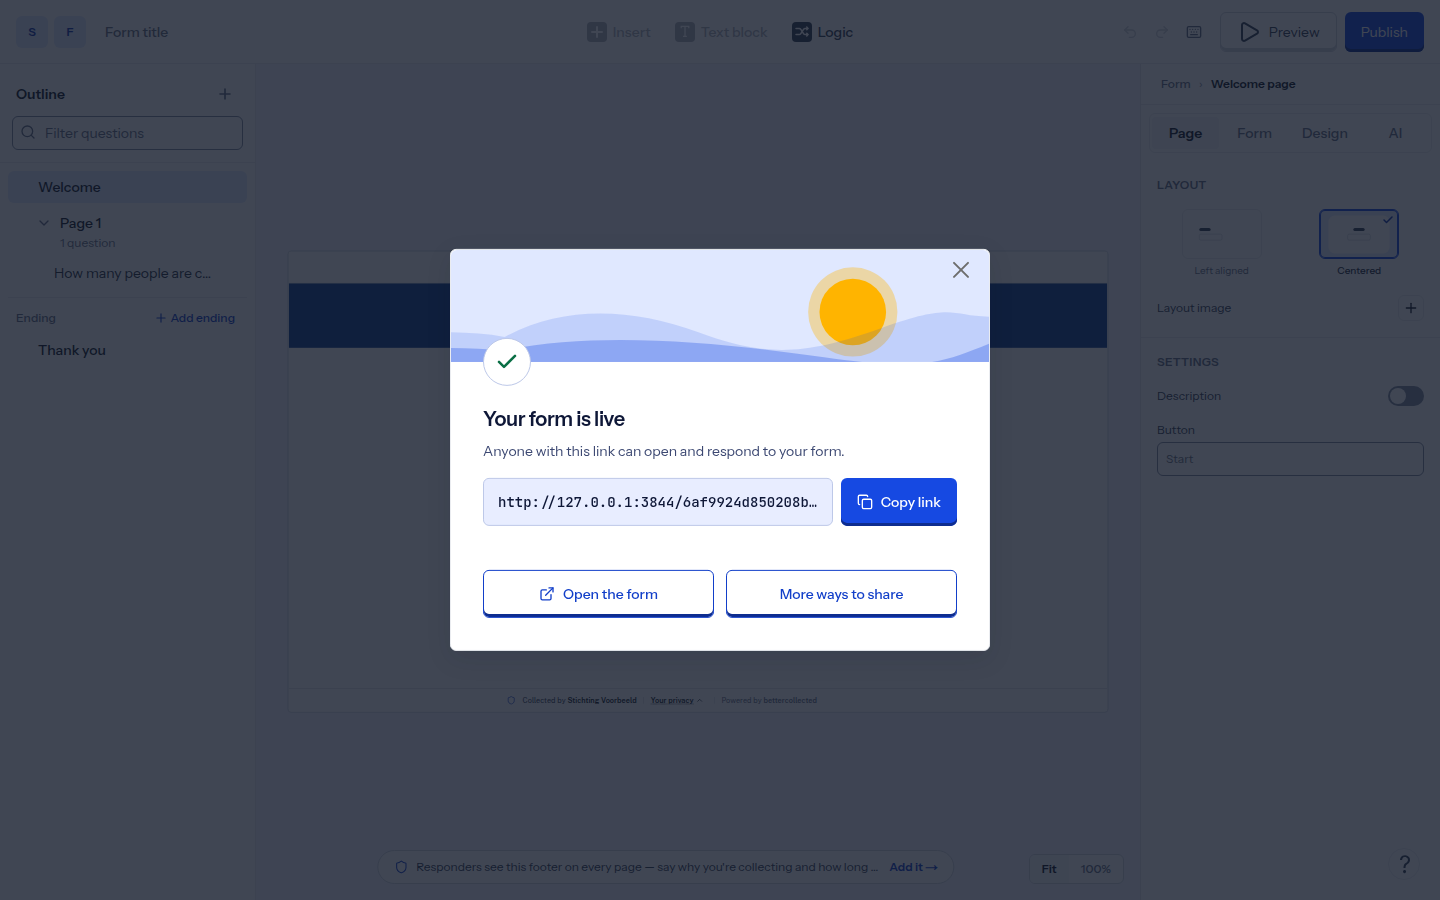 S F Form title
Insert Text block Logic
Preview Publish
Outline
Filter questions
Welcome
Page 1
1 question
How many people are c...
Ending Add ending
Thank you
Your form is live
Anyone with this link can open and respond to your form.
http://127.0.0.1:3844/6af9924d850208b…
Copy link
Open the form
More ways to share
Collected by Stichting Voorbeeld Your privacy Powered by bettercollected
Responders see this footer on every page — say why you're collecting and how long ... Add it →
Fit 100%
Form › Welcome page
Page Form Design AI
LAYOUT
Left aligned Centered
Layout image
SETTINGS
Description
Button
Start
?